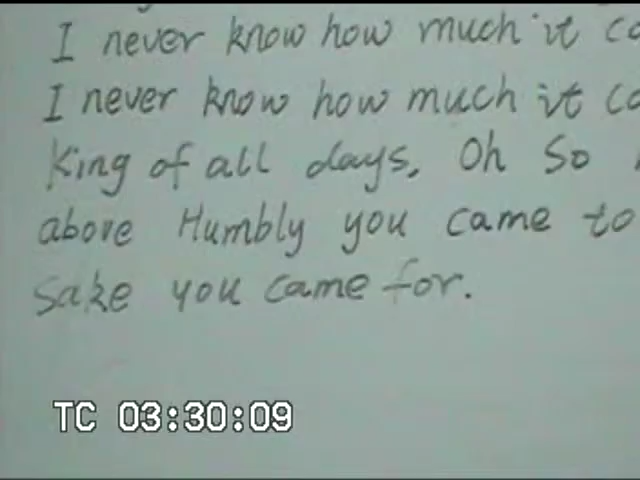 I never know how much it co
I never know how much it co
King of all days, Oh So
above Humbly you came to
sake you came for.
TC 03:30:09